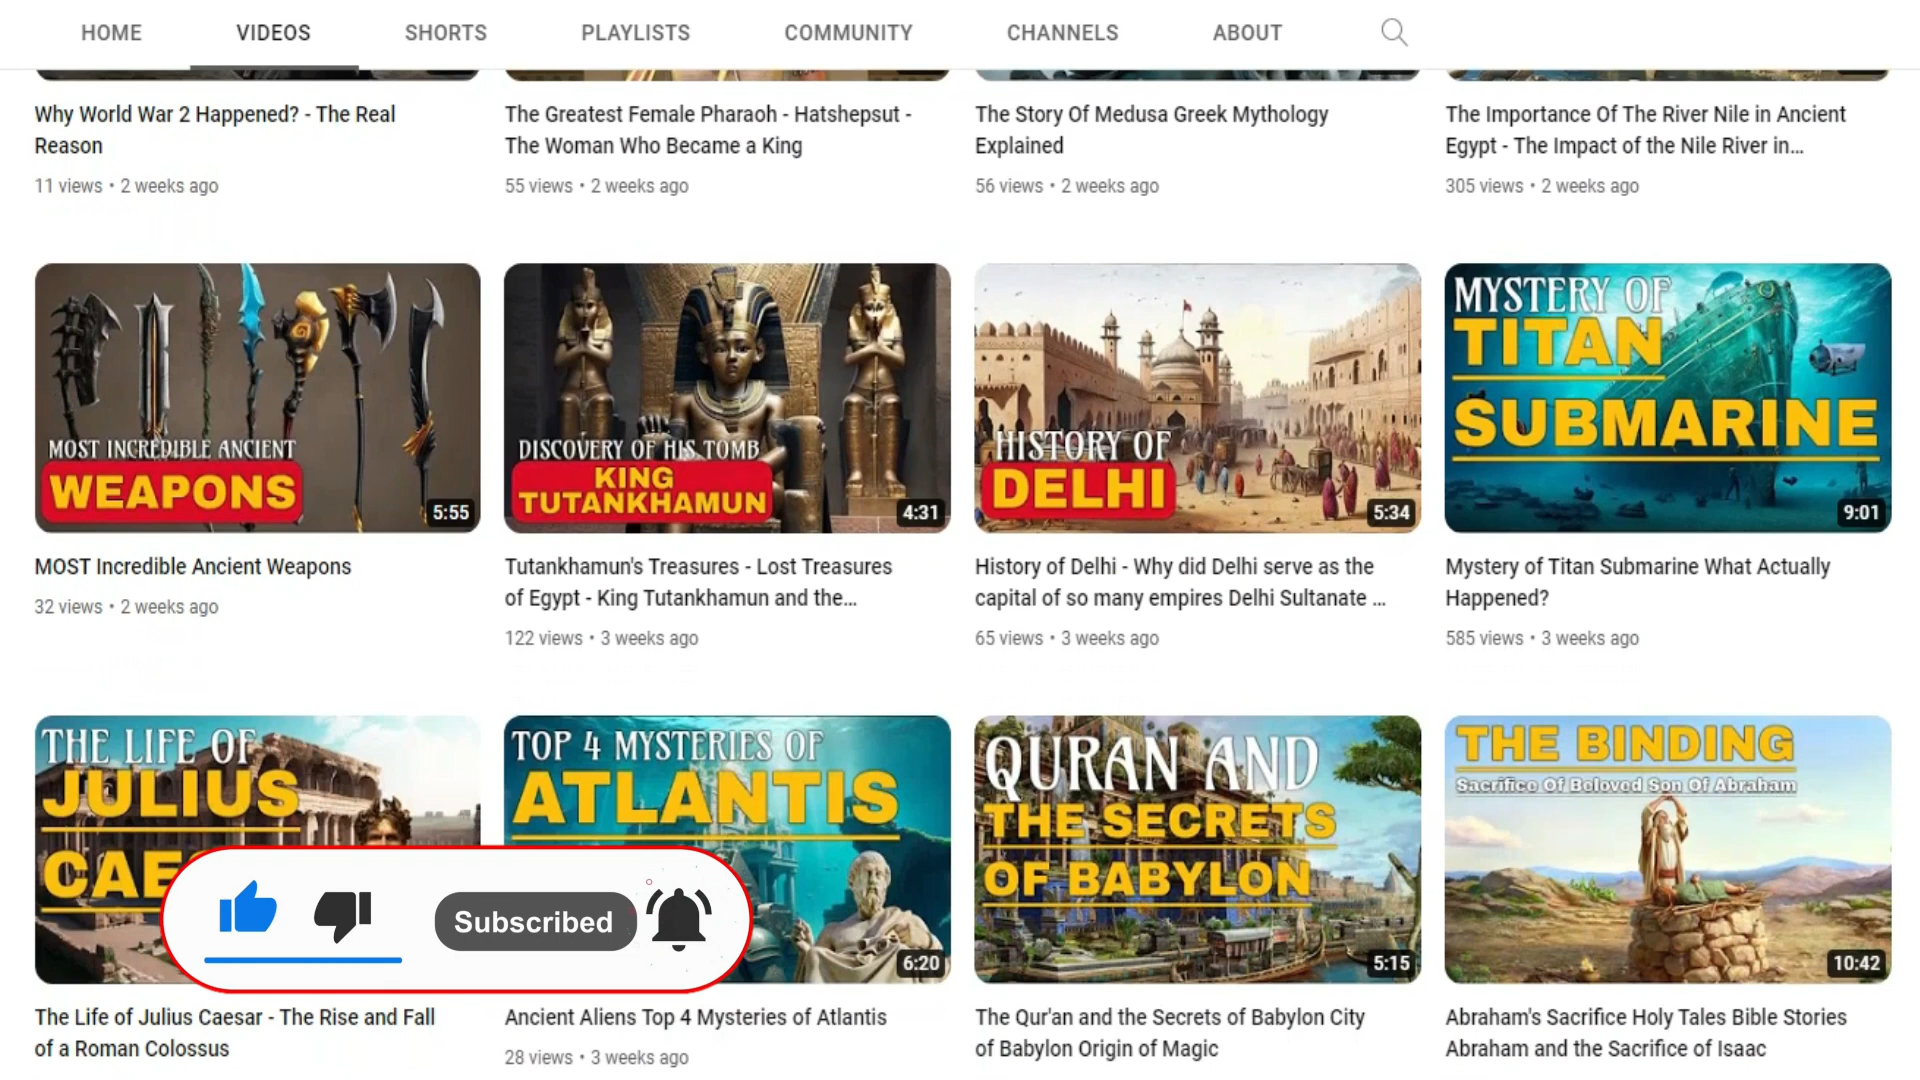 HOME VIDEOS SHORTS PLAYLISTS COMMUNITY CHANNELS ABOUT
Why World War 2 Happened? - The Real
Reason
11 views • 2 weeks ago
The Greatest Female Pharaoh - Hatshepsut -
The Woman Who Became a King
55 views • 2 weeks ago
The Story Of Medusa Greek Mythology
Explained
56 views • 2 weeks ago
The Importance Of The River Nile in Ancient
Egypt - The Impact of the Nile River in...
305 views • 2 weeks ago
MOST INCREDIBLE ANCIENT
WEAPONS
5:55
MOST Incredible Ancient Weapons
32 views • 2 weeks ago
DISCOVERY OF HIS TOMB
KING
TUTANKHAMUN
4:31
Tutankhamun's Treasures - Lost Treasures
of Egypt - King Tutankhamun and the...
122 views • 3 weeks ago
HISTORY OF
DELHI
5:34
History of Delhi - Why did Delhi serve as the
capital of so many empires Delhi Sultanate ...
65 views • 3 weeks ago
MYSTERY OF
TITAN
SUBMARINE
9:01
Mystery of Titan Submarine What Actually
Happened?
585 views • 3 weeks ago
THE LIFE OF
JULIUS
CAE
The Life of Julius Caesar - The Rise and Fall
of a Roman Colossus
TOP 4 MYSTERIES OF
ATLANTIS
6:20
Ancient Aliens Top 4 Mysteries of Atlantis
28 views • 3 weeks ago
QURAN AND
THE SECRETS
OF BABYLON
5:15
The Qur'an and the Secrets of Babylon City
of Babylon Origin of Magic
THE BINDING
Sacrifice Of Beloved Son Of Abraham
10:42
Abraham's Sacrifice Holy Tales Bible Stories
Abraham and the Sacrifice of Isaac
Subscribed